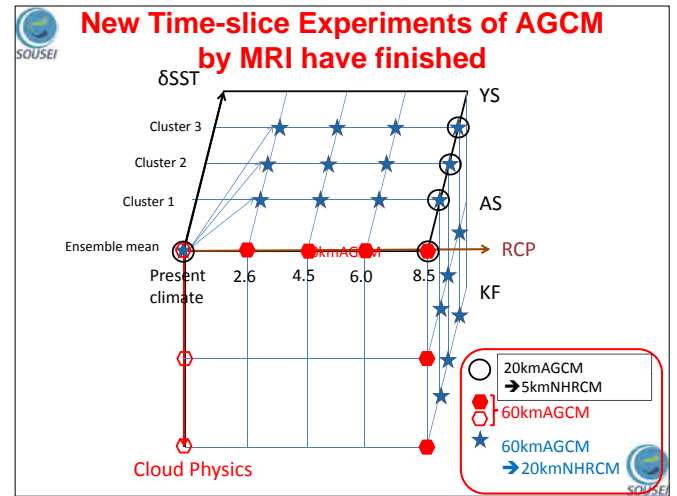 New Time-slice Experiments of AGCM
by MRI have finished
SOUSEI
δSST
YS
Cluster 3
Cluster 2
Cluster 1
AS
Ensemble mean
RCP
Present
climate
2.6
4.5
6.0
8.5
KF
20kmAGCM
➔5kmNHRCM
60kmAGCM
60kmAGCM
➔20kmNHRCM
Cloud Physics
SOUSEI